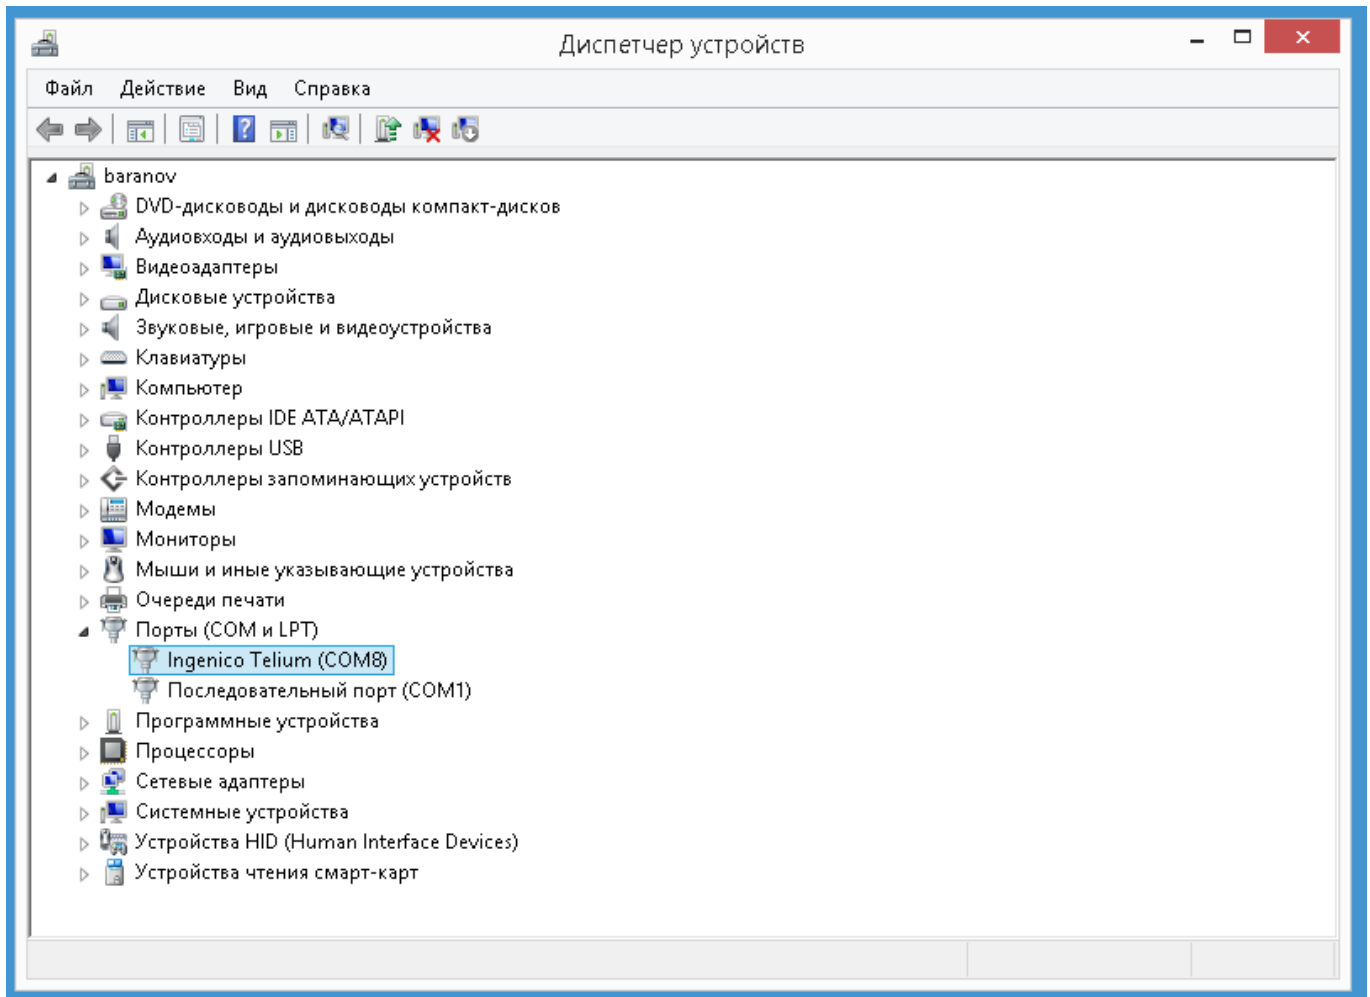 Диспетчер устройств
Файл Действие Вид Справка
baranov
DVD-дисководы и дисководы компакт-дисков
Аудиовходы и аудиовыходы
Видеоадаптеры
Дисковые устройства
Звуковые, игровые и видеоустройства
Клавиатуры
Компьютер
Контроллеры IDE ATA/ATAPI
Контроллеры USB
Контроллеры запоминающих устройств
Модемы
Мониторы
Мыши и иные указывающие устройства
Очереди печати
Порты (COM и LPT)
Ingenico Telium (COM8)
Последовательный порт (COM1)
Программные устройства
Процессоры
Сетевые адаптеры
Системные устройства
Устройства HID (Human Interface Devices)
Устройства чтения смарт-карт